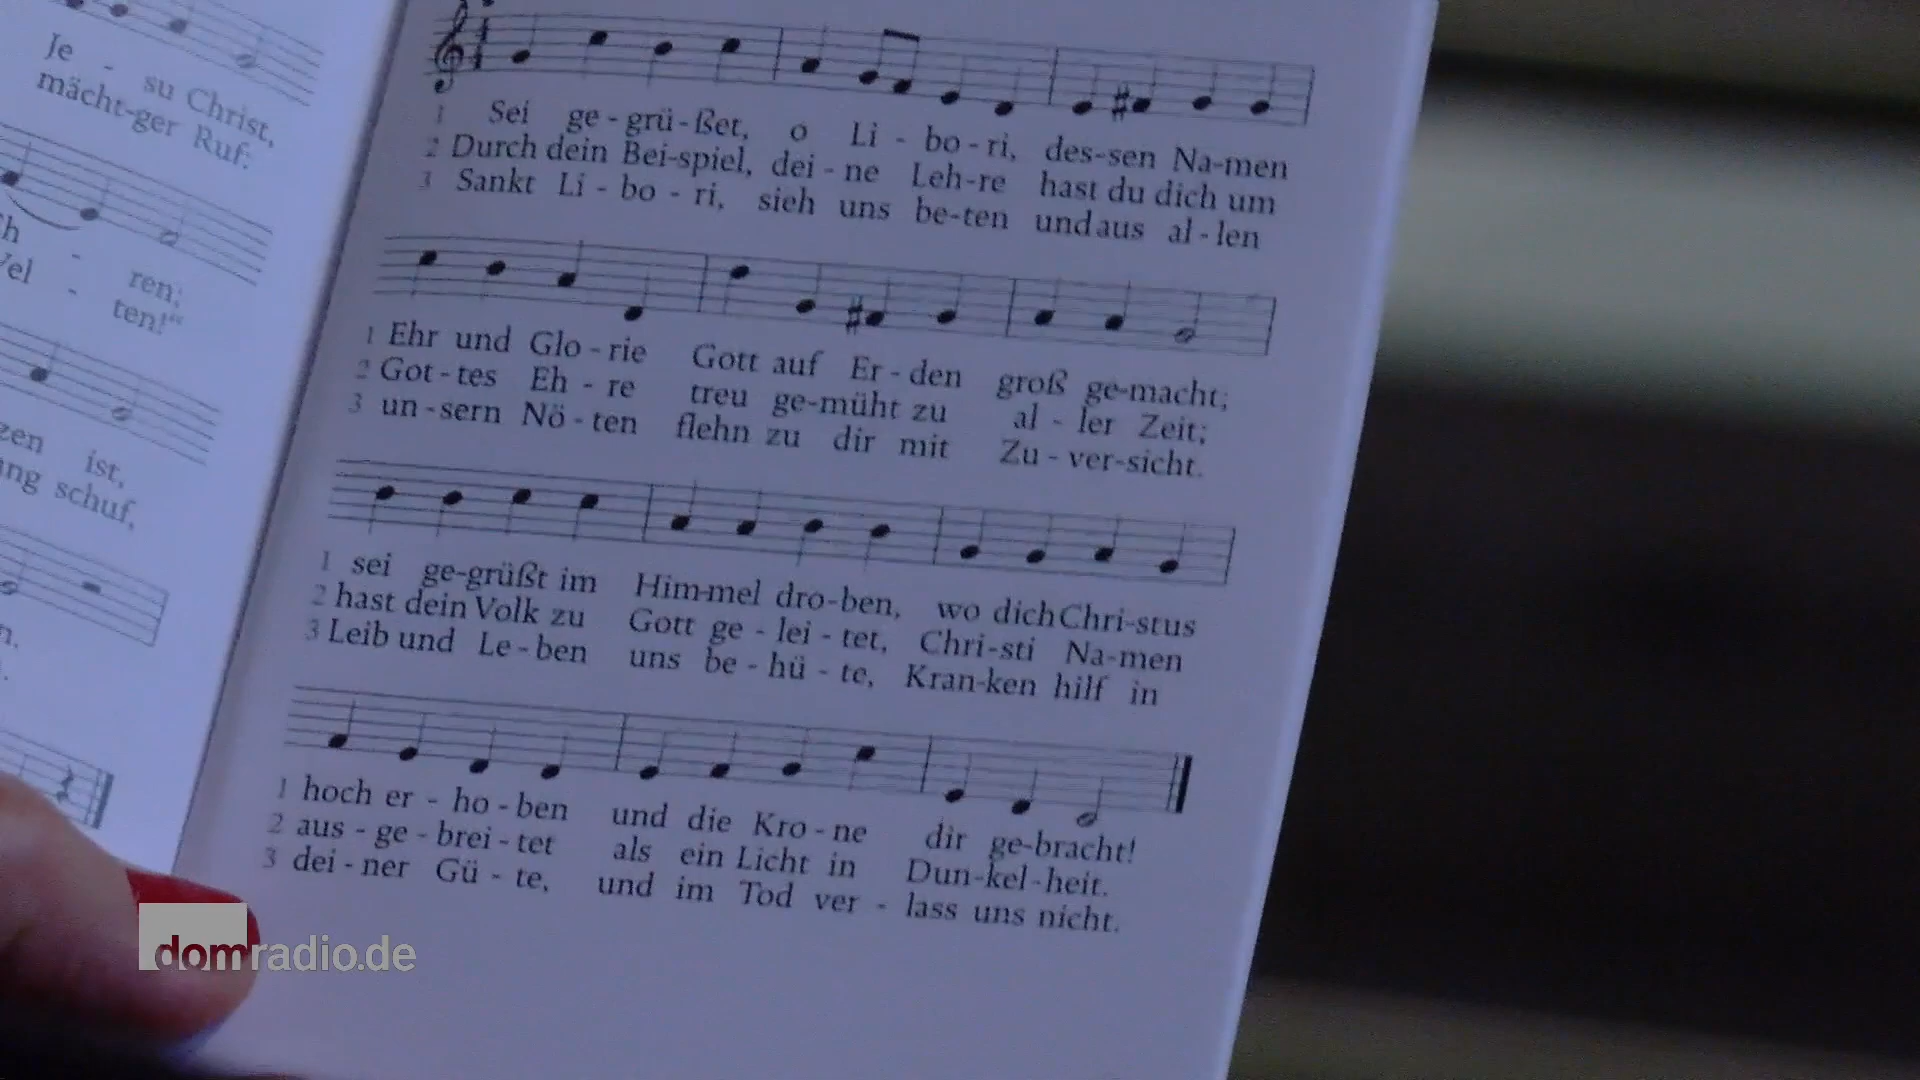 Je - su Christ,
mächt-ger Ruf:
ren;
ten!“
ist,
schuf,
1 Sei ge - grü - ßet, o Li - bo - ri, des-sen Na-men
2 Durch dein Bei-spiel, dei - ne Leh-re hast du dich um
3 Sankt Li - bo - ri, sieh uns be-ten und aus al - len
1 Ehr und Glo - rie Gott auf Er - den groß ge-macht;
2 Got - tes Eh - re treu ge-müht zu al - ler Zeit;
3 un - sern Nö - ten flehn zu dir mit Zu - ver-sicht.
1 sei ge-grüßt im Him-mel dro-ben, wo dich Chri-stus
2 hast dein Volk zu Gott ge - lei - tet, Chri-sti Na-men
3 Leib und Le - ben uns be - hü - te, Kran-ken hilf in
1 hoch er - ho - ben und die Kro - ne dir ge-bracht!
2 aus - ge - brei - tet als ein Licht in Dun-kel-heit.
3 dei - ner Gü - te, und im Tod ver - lass uns nicht.
domradio.de